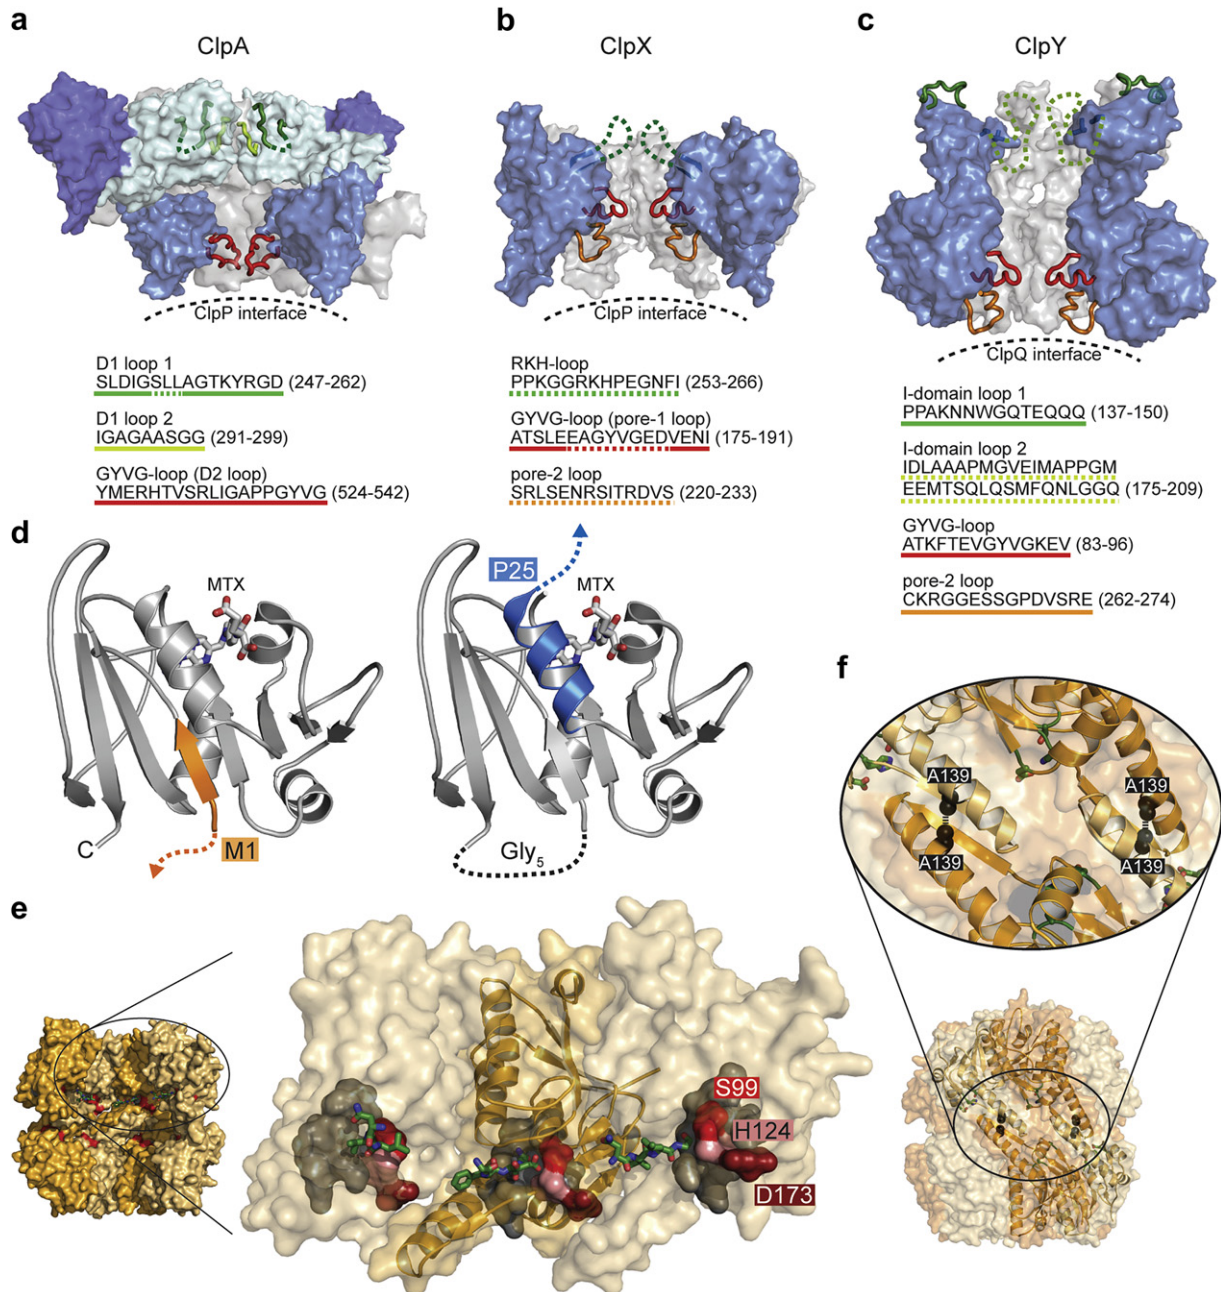 a
ClpA
ClpP interface
D1 loop 1
SLDIGSLLAGTKYRGD (247-262)
D1 loop 2
IGAGAASGG (291-299)
GYVG-loop (D2 loop)
YMERHTVSRLIGAPPGYVG (524-542)
b
ClpX
ClpP interface
RKH-loop
PPKGGRKHPEGNFI (253-266)
GYVG-loop (pore-1 loop)
ATSLEEAGYVGEDVENI (175-191)
pore-2 loop
SRLSENRSITRDVS (220-233)
c
ClpY
ClpQ interface
I-domain loop 1
PPAKNNWGQTEQQQ (137-150)
I-domain loop 2
IDLAAAPMGVEIMAPPGM
EEMTSQLQSMFQNLGGQ (175-209)
GYVG-loop
ATKFTEVGYVGKEV (83-96)
pore-2 loop
CKRGGESSGPDVSRE (262-274)
d
MTX
C
M1
P25
MTX
Gly5
e
S99
H124
D173
f
A139
A139
A139
A139